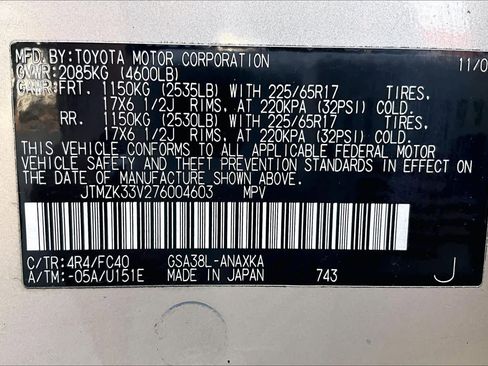 MFD.BY:TOYOTA MOTOR CORPORATION 11/0
GVWR:2085KG (4600LB)
GAWR:FRT. 1150KG (2535LB) WITH 225/65R17 TIRES,
17X6 1/2J RIMS, AT 220KPA (32PSI) COLD.
RR. 1150KG (2530LB) WITH 225/65R17 TIRES,
17X6 1/2J RIMS, AT 220KPA (32PSI) COLD.
THIS VEHICLE CONFORMS TO ALL APPLICABLE FEDERAL MOTOR
VEHICLE SAFETY AND THEFT PREVENTION STANDARDS IN EFFECT ON
THE DATE OF MANUFACTURE SHOWN ABOVE.
JTMZK33V276004603 MPV
C/TR:4R4/FC40 GSA38L-ANAXKA
A/TM:-05A/U151E MADE IN JAPAN 743 J